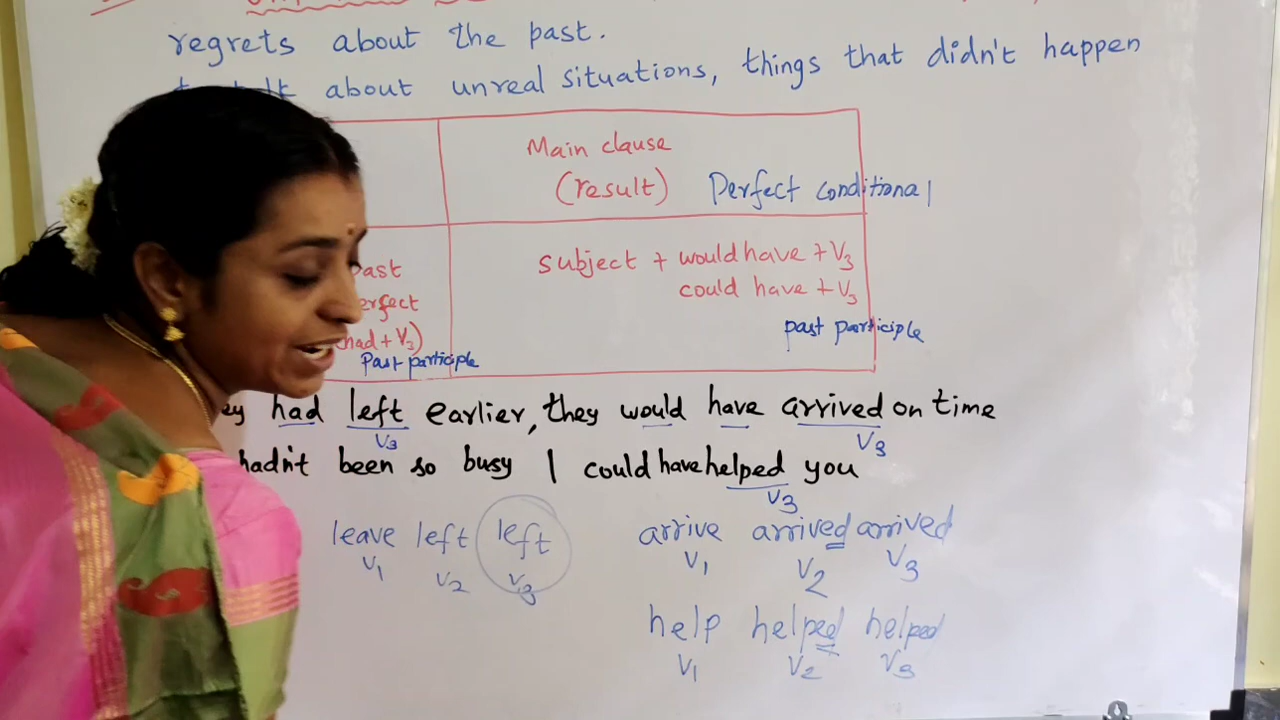 regrets about the past.
about unreal situations, things that didn't happen
Main clause
(result) Perfect conditional
subject + would have + V3
could have + V3
past participle
Past
erfect
had + V3)
Past participle
ey had left earlier, they would have arrived on time
V3 V3
hadn't been so busy I could have helped you
V3
leave left left
V1 V2 V3
arrive arrived arrived
V1 V2 V3
help helped helped
V1 V2 V3